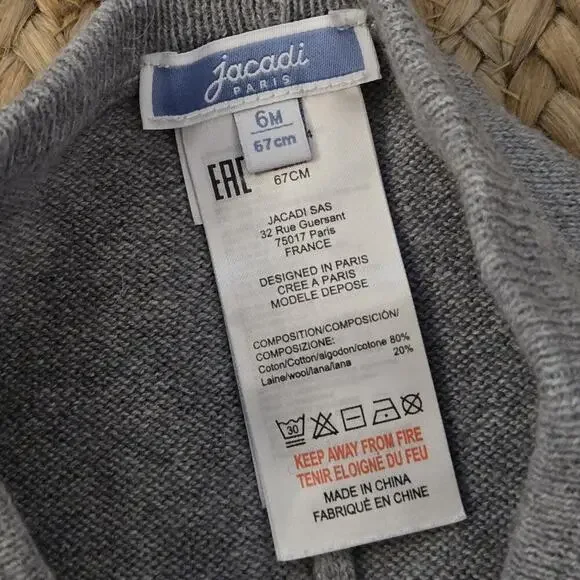 jacadi
PARIS
6M
67cm
4
EAC
67CM
JACADI SAS
32 Rue Guersant
75017 Paris
FRANCE
DESIGNED IN PARIS
CREE A PARIS
MODELE DEPOSE
COMPOSITION/COMPOSICIÓN/
COMPOSIZIONE:
Coton/Cotton/algodon/cotone 80%
Laine/wool/lana/lana 20%
30
KEEP AWAY FROM FIRE
TENIR ELOIGNÉ DU FEU
MADE IN CHINA
FABRIQUÉ EN CHINE